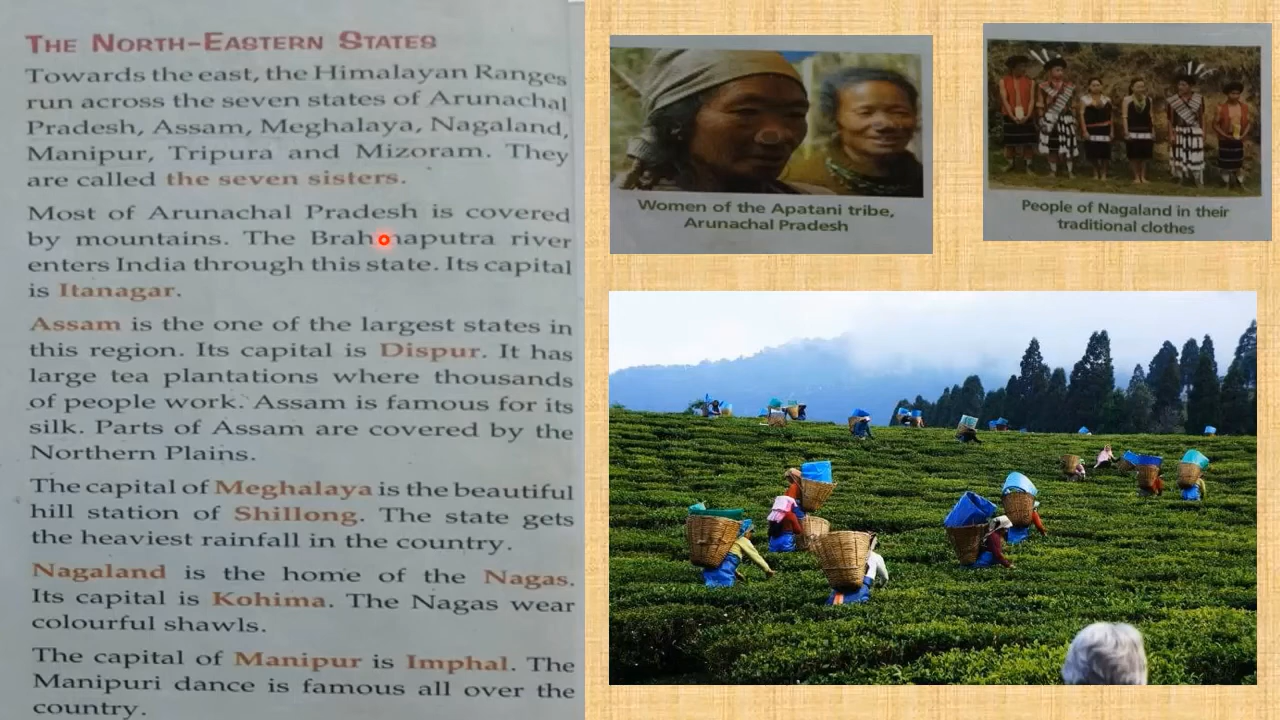 THE NORTH-EASTERN STATES
Towards the east, the Himalayan Ranges
run across the seven states of Arunachal
Pradesh, Assam, Meghalaya, Nagaland,
Manipur, Tripura and Mizoram. They
are called the seven sisters.
Most of Arunachal Pradesh is covered
by mountains. The Brahmaputra river
enters India through this state. Its capital
is Itanagar.
Assam is the one of the largest states in
this region. Its capital is Dispur. It has
large tea plantations where thousands
of people work. Assam is famous for its
silk. Parts of Assam are covered by the
Northern Plains.
The capital of Meghalaya is the beautiful
hill station of Shillong. The state gets
the heaviest rainfall in the country.
Nagaland is the home of the Nagas.
Its capital is Kohima. The Nagas wear
colourful shawls.
The capital of Manipur is Imphal. The
Manipuri dance is famous all over the
country.
Women of the Apatani tribe,
Arunachal Pradesh
People of Nagaland in their
traditional clothes